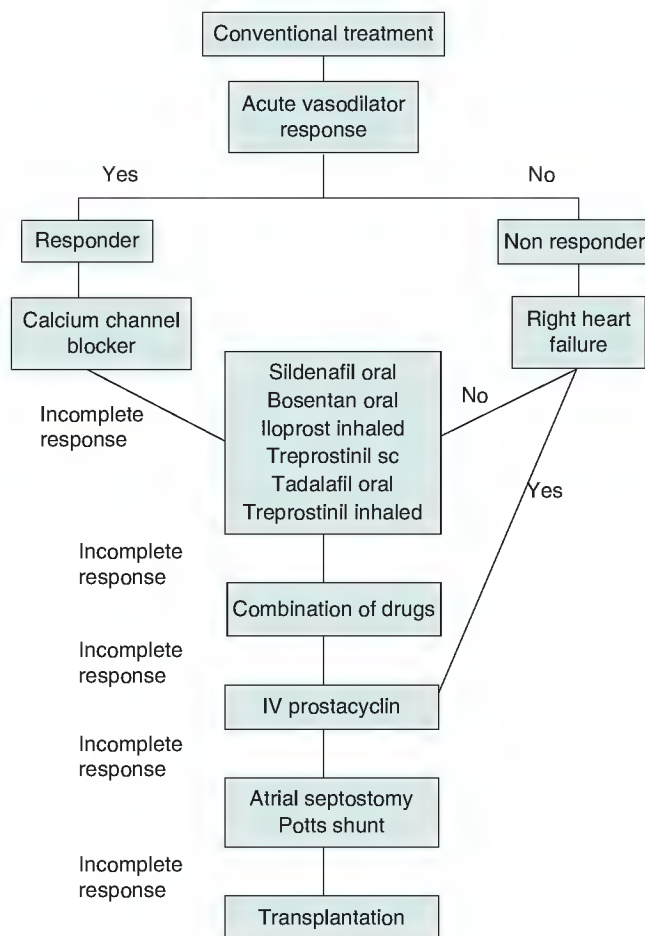 Conventional treatment
Acute vasodilator
response
Yes
No
Responder
Non responder
Calcium channel
blocker
Right heart
failure
Incomplete
response
Sildenafil oral
Bosentan oral
Iloprost inhaled
Treprostinil sc
Tadalafil oral
Treprostinil inhaled
No
Yes
Incomplete
response
Combination of drugs
Incomplete
response
IV prostacyclin
Incomplete
response
Atrial septostomy
Potts shunt
Incomplete
response
Transplantation